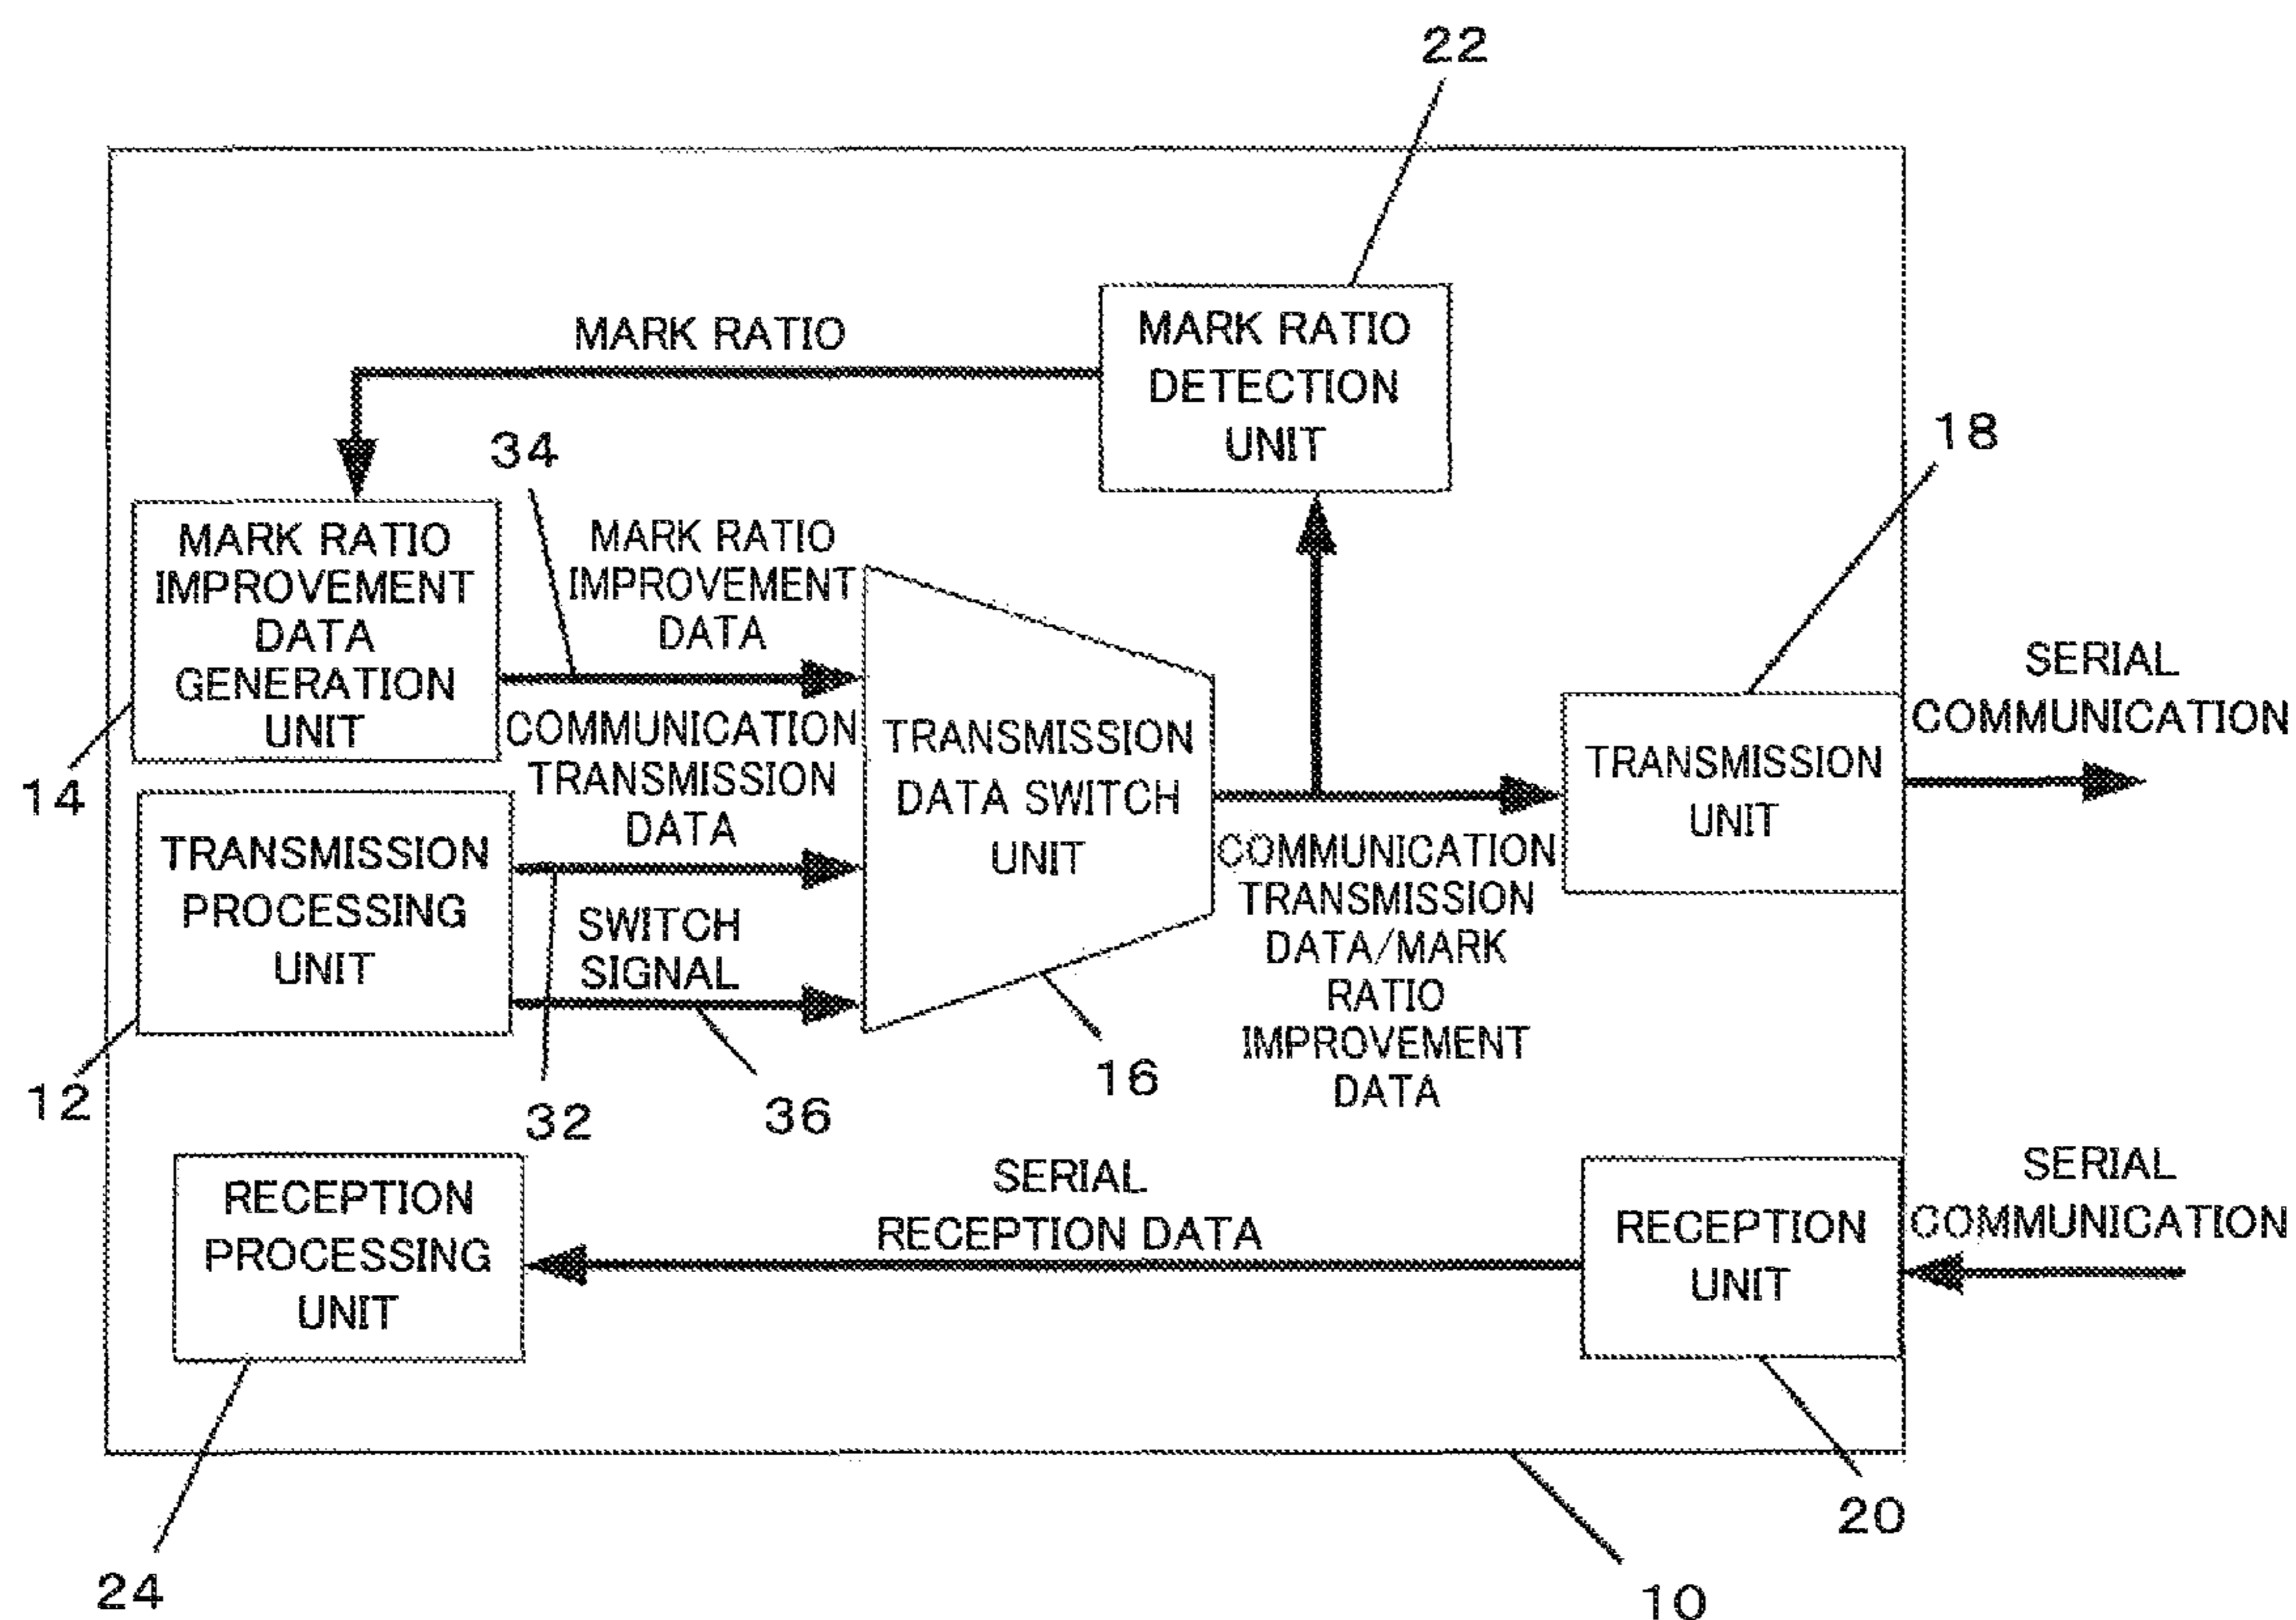 22
MARK RATIO
DETECTION
UNIT
MARK RATIO
34
18
MARK RATIO
IMPROVEMENT
DATA
GENERATION
UNIT
14
MARK RATIO
IMPROVEMENT
DATA
COMMUNICATION
TRANSMISSION
DATA
TRANSMISSION
DATA SWITCH
UNIT
TRANSMISSION
UNIT
SERIAL
COMMUNICATION
TRANSMISSION
PROCESSING
UNIT
12
32
SWITCH
SIGNAL
36
16
COMMUNICATION
TRANSMISSION
DATA/MARK
RATIO
IMPROVEMENT
DATA
RECEPTION
PROCESSING
UNIT
24
SERIAL
RECEPTION DATA
RECEPTION
UNIT
SERIAL
COMMUNICATION
20
10